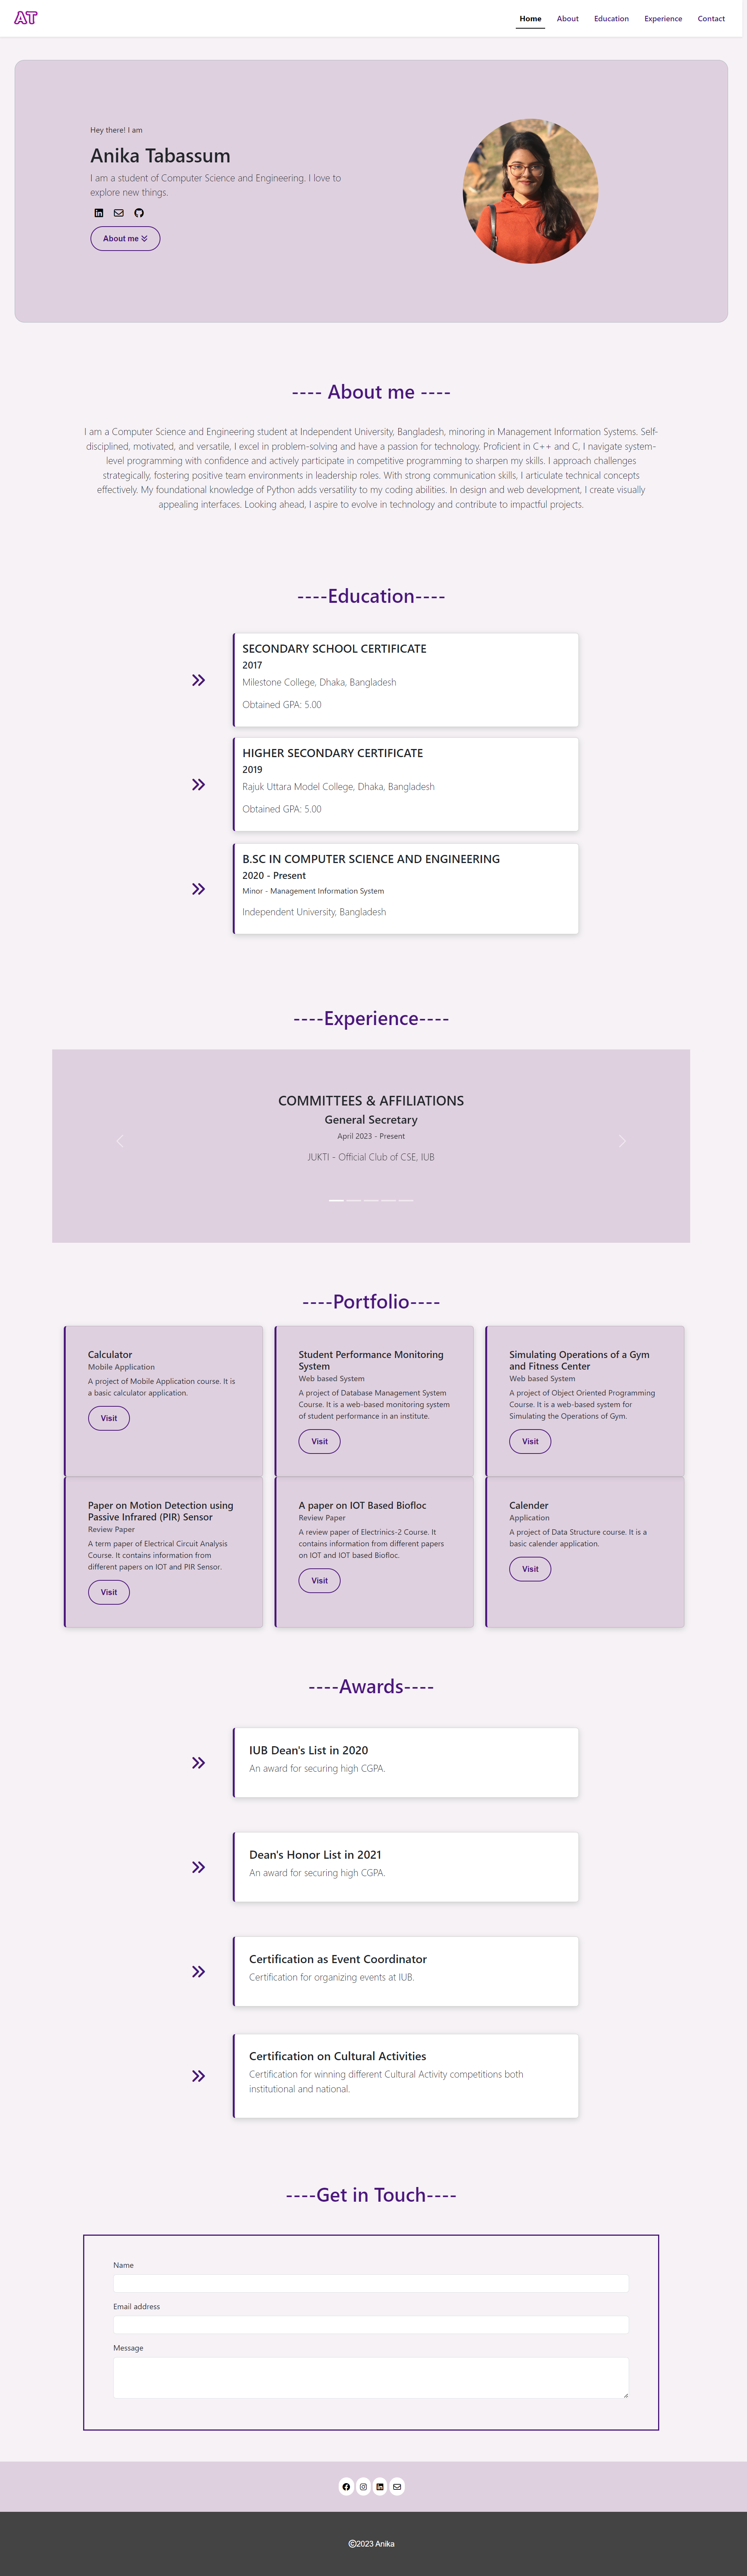 AT
Home About Education Experience Contact
Hey there! I am
Anika Tabassum
I am a student of Computer Science and Engineering. I love to
explore new things.
About me
---- About me ----
I am a Computer Science and Engineering student at Independent University, Bangladesh, minoring in Management Information Systems. Self-
disciplined, motivated, and versatile, I excel in problem-solving and have a passion for technology. Proficient in C++ and C, I navigate system-
level programming with confidence and actively participate in competitive programming to sharpen my skills. I approach challenges
strategically, fostering positive team environments in leadership roles. With strong communication skills, I articulate technical concepts
effectively. My foundational knowledge of Python adds versatility to my coding abilities. In design and web development, I create visually
appealing interfaces. Looking ahead, I aspire to evolve in technology and contribute to impactful projects.
----Education----
SECONDARY SCHOOL CERTIFICATE
2017
Milestone College, Dhaka, Bangladesh
Obtained GPA: 5.00
HIGHER SECONDARY CERTIFICATE
2019
Rajuk Uttara Model College, Dhaka, Bangladesh
Obtained GPA: 5.00
B.SC IN COMPUTER SCIENCE AND ENGINEERING
2020 - Present
Minor - Management Information System
Independent University, Bangladesh
----Experience----
COMMITTEES & AFFILIATIONS
General Secretary
April 2023 - Present
JUKTI - Official Club of CSE, IUB
----Portfolio----
Calculator
Mobile Application
A project of Mobile Application course. It is
a basic calculator application.
Visit
Student Performance Monitoring
System
Web based System
A project of Database Management System
Course. It is a web-based monitoring system
of student performance in an institute.
Visit
Simulating Operations of a Gym
and Fitness Center
Web based System
A project of Object Oriented Programming
Course. It is a web-based system for
Simulating the Operations of Gym.
Visit
Paper on Motion Detection using
Passive Infrared (PIR) Sensor
Review Paper
A term paper of Electrical Circuit Analysis
Course. It contains information from
different papers on IOT and PIR Sensor.
Visit
A paper on IOT Based Biofloc
Review Paper
A review paper of Electrinics-2 Course. It
contains information from different papers
on IOT and IOT based Biofloc.
Visit
Calender
Application
A project of Data Structure course. It is a
basic calender application.
Visit
----Awards----
IUB Dean's List in 2020
An award for securing high CGPA.
Dean's Honor List in 2021
An award for securing high CGPA.
Certification as Event Coordinator
Certification for organizing events at IUB.
Certification on Cultural Activities
Certification for winning different Cultural Activity competitions both
institutional and national.
----Get in Touch----
Name
Email address
Message
©2023 Anika